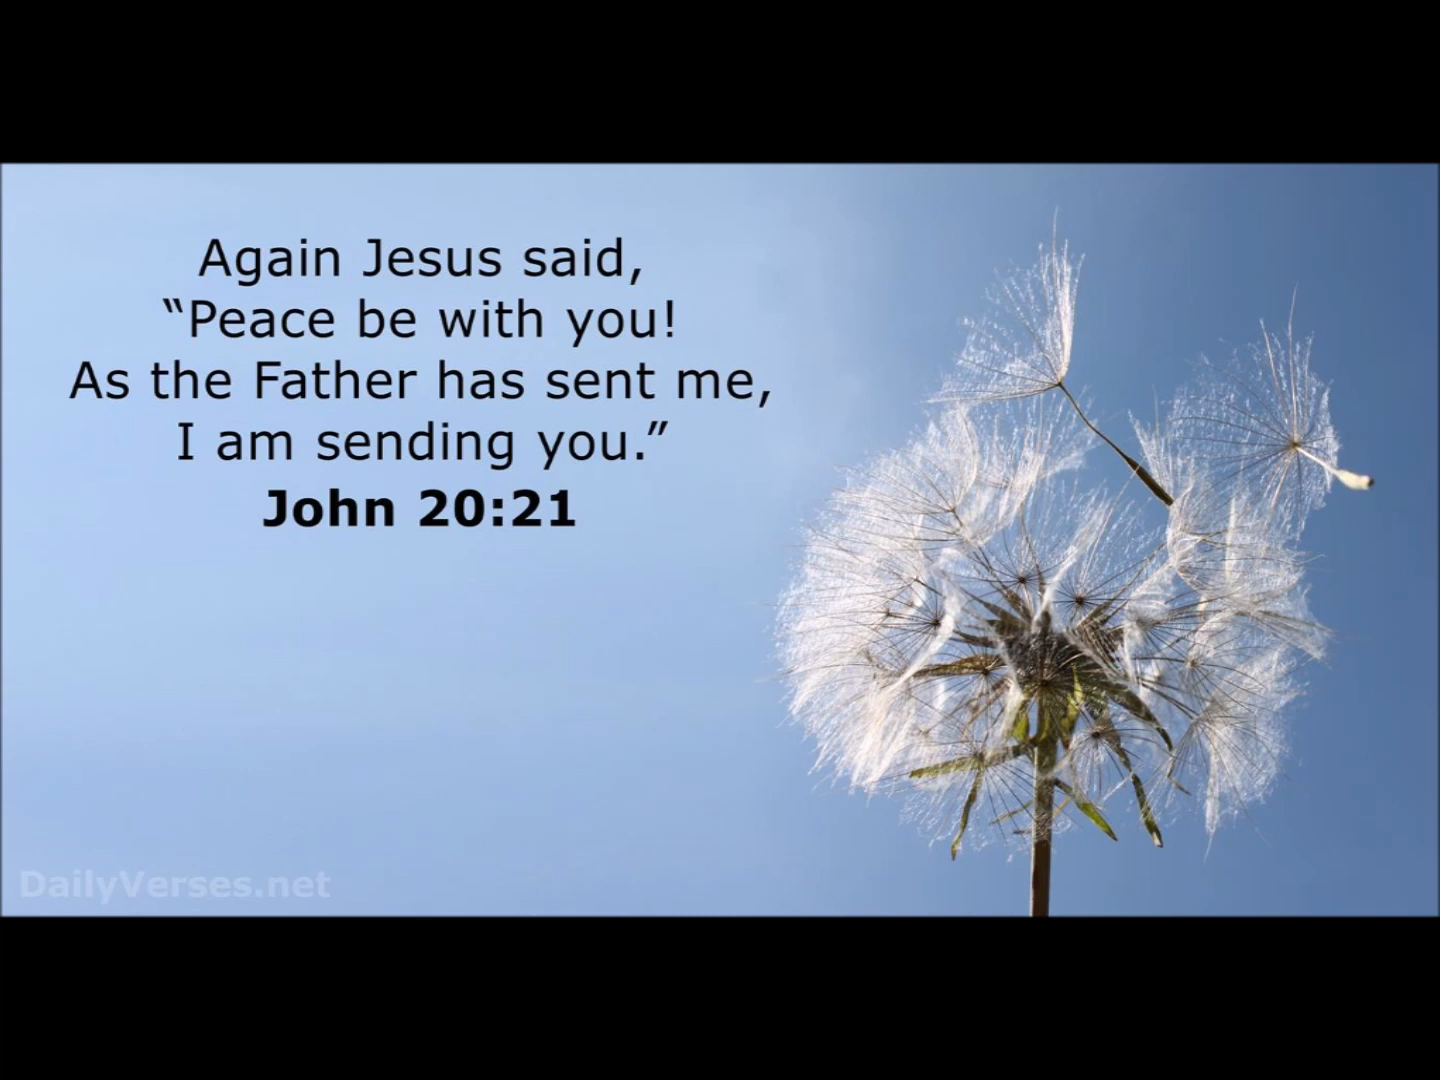 Again Jesus said,
“Peace be with you!
As the Father has sent me,
I am sending you.”
John 20:21
DailyVerses.net